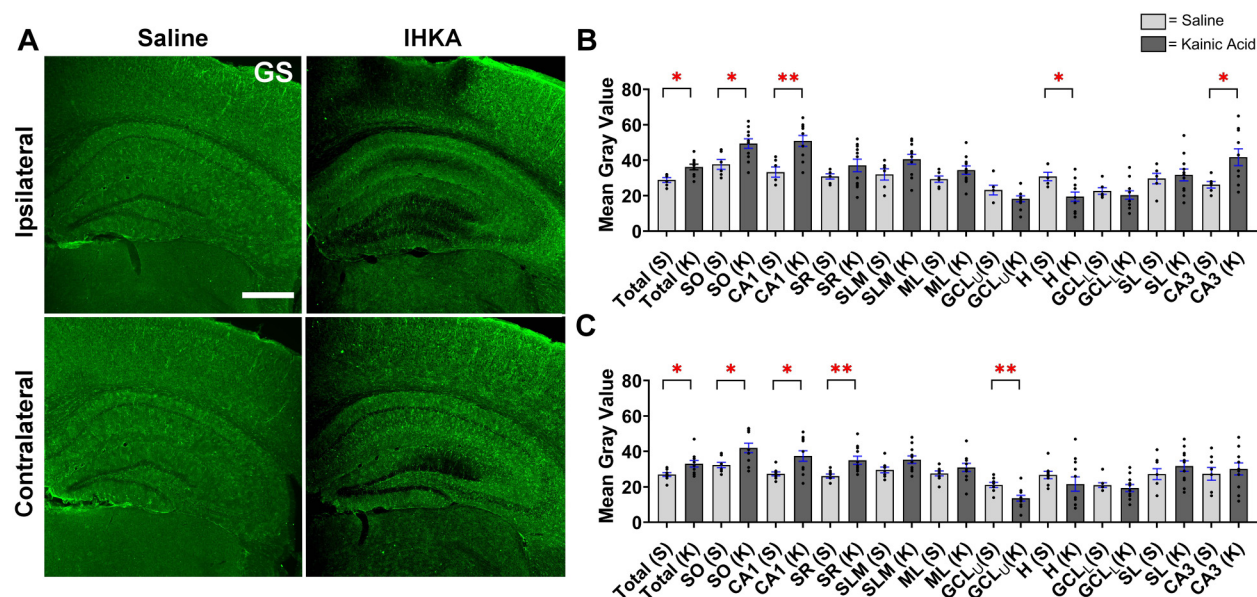 = Saline
= Kainic Acid
A
Saline
IHKA
GS
Ipsilateral
Contralateral
B
Mean Gray Value
80
60
40
20
0
* * ** * *
Total (S) Total (K) SO (S) SO (K) CA1 (S) CA1 (K) SR (S) SR (K) SLM (S) SLM (K) ML (S) ML (K) GCLU(S) GCLU(K) H (S) H (K) GCLL(S) GCLL(K) SL (S) SL (K) CA3 (S) CA3 (K)
C
Mean Gray Value
80
60
40
20
0
* * * ** **
Total (S) Total (K) SO (S) SO (K) CA1 (S) CA1 (K) SR (S) SR (K) SLM (S) SLM (K) ML (S) ML (K) GCLU(S) GCLU(K) H (S) H (K) GCLL(S) GCLL(K) SL (S) SL (K) CA3 (S) CA3 (K)